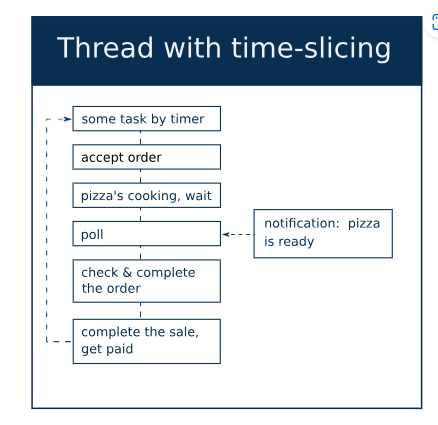 Thread with time-slicing
some task by timer
accept order
pizza's cooking, wait
poll
notification: pizza
is ready
check & complete
the order
complete the sale,
get paid